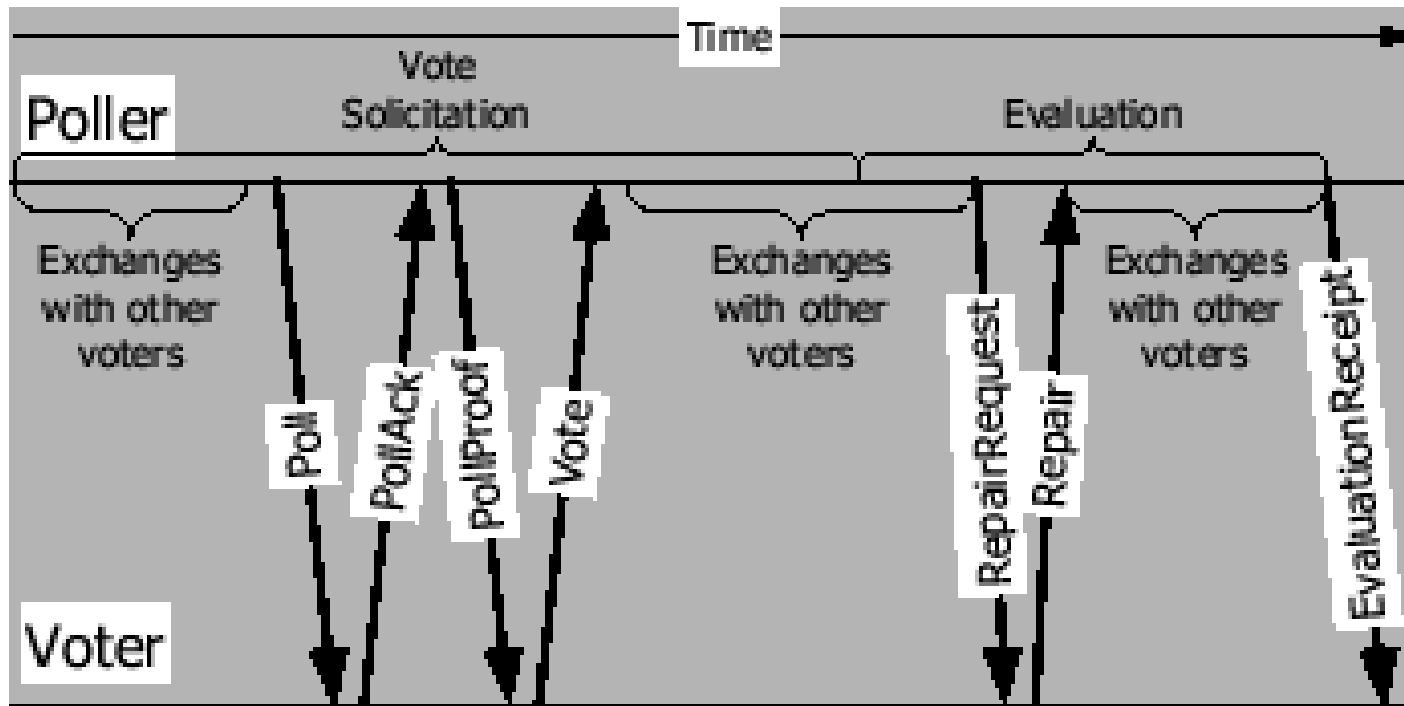 Time
Vote
Solicitation
Evaluation
Poller
Exchanges
with other
voters
Exchanges
with other
voters
Exchanges
with other
voters
Poll
PollAck
PollProof
Vote
RepairRequest
Repair
EvaluationReceipt
Voter